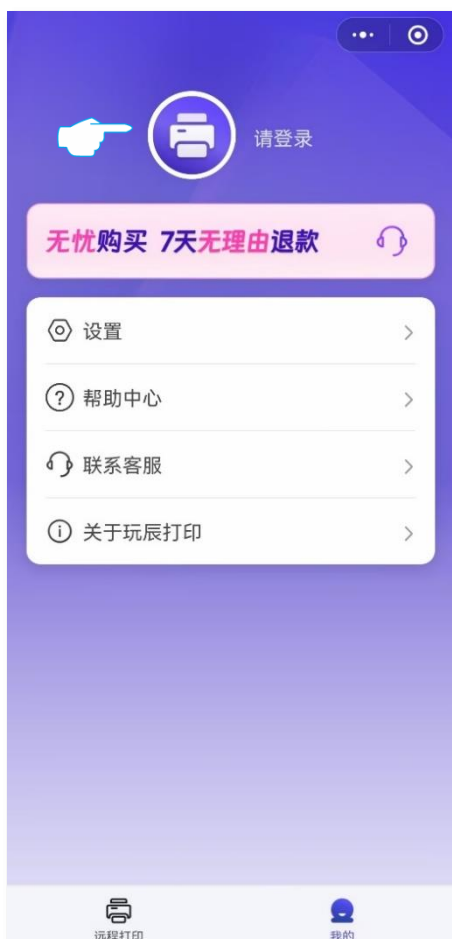 请登录
无忧购买 7天无理由退款
设置
帮助中心
联系客服
关于玩辰打印
远程打印
我的